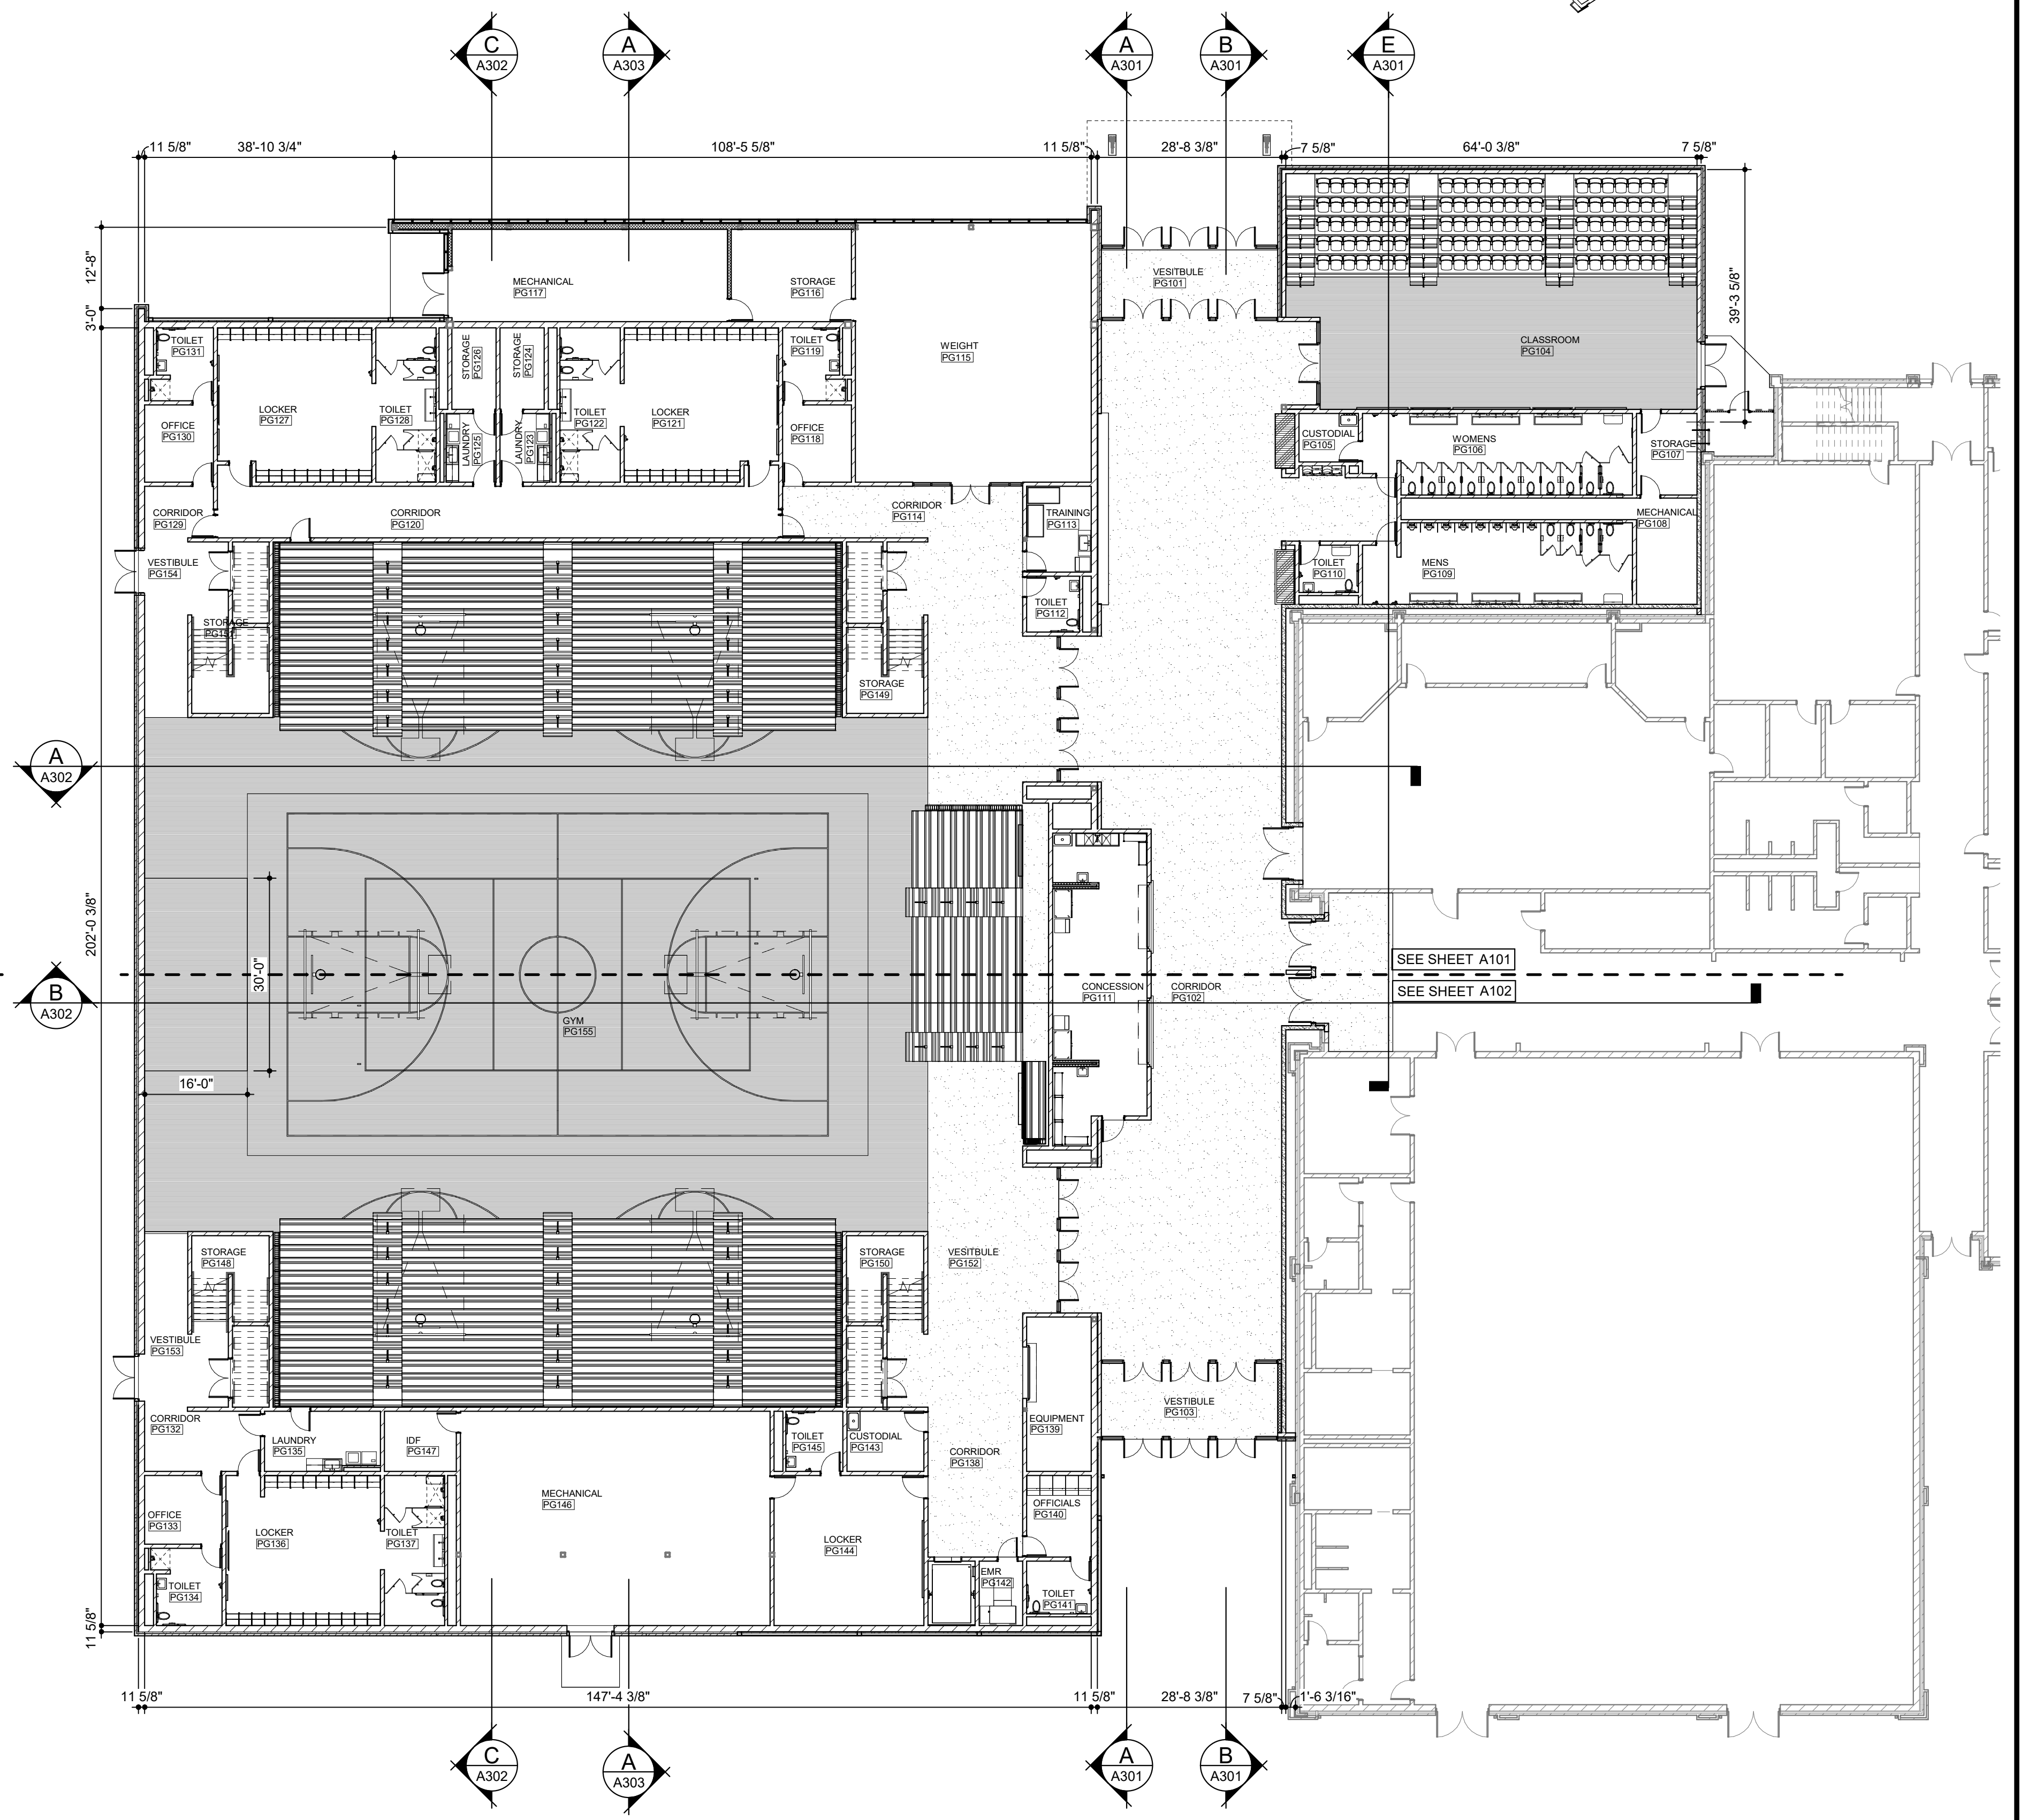 C
A302
A
A303
A
A301
B
A301
E
A301
11 5/8"
38'-10 3/4"
108'-5 5/8"
11 5/8"
28'-8 3/8"
7 5/8"
64'-0 3/8"
7 5/8"
12'-8"
3'-0"
39'-3 5/8"
MECHANICAL
PG117
STORAGE
PG116
VESITBULE
PG101
TOILET
PG131
STORAGE
PG126
STORAGE
PG124
TOILET
PG119
WEIGHT
PG115
CLASSROOM
PG104
OFFICE
PG130
LOCKER
PG127
TOILET
PG128
LAUNDRY
PG125
LAUNDRY
PG123
TOILET
PG122
LOCKER
PG121
OFFICE
PG118
CUSTODIAL
PG105
WOMENS
PG106
STORAGE
PG107
CORRIDOR
PG129
CORRIDOR
PG120
CORRIDOR
PG114
TRAINING
PG113
MECHANICAL
PG108
VESTIBULE
PG154
TOILET
PG110
MENS
PG109
TOILET
PG112
STORAGE
PG151
STORAGE
PG149
A
A302
202'-0 3/8"
30'-0"
SEE SHEET A101
SEE SHEET A102
B
A302
CONCESSION
PG111
CORRIDOR
PG102
GYM
PG155
16'-0"
STORAGE
PG148
STORAGE
PG150
VESITBULE
PG152
VESTIBULE
PG153
VESTIBULE
PG103
CORRIDOR
PG132
LAUNDRY
PG135
IDF
PG147
TOILET
PG145
CUSTODIAL
PG143
EQUIPMENT
PG139
CORRIDOR
PG138
MECHANICAL
PG146
OFFICIALS
PG140
OFFICE
PG133
LOCKER
PG136
TOILET
PG137
LOCKER
PG144
EMR
PG142
TOILET
PG134
TOILET
PG141
11 5/8"
11 5/8"
147'-4 3/8"
11 5/8"
28'-8 3/8"
7 5/8"
1'-6 3/16"
C
A302
A
A303
A
A301
B
A301